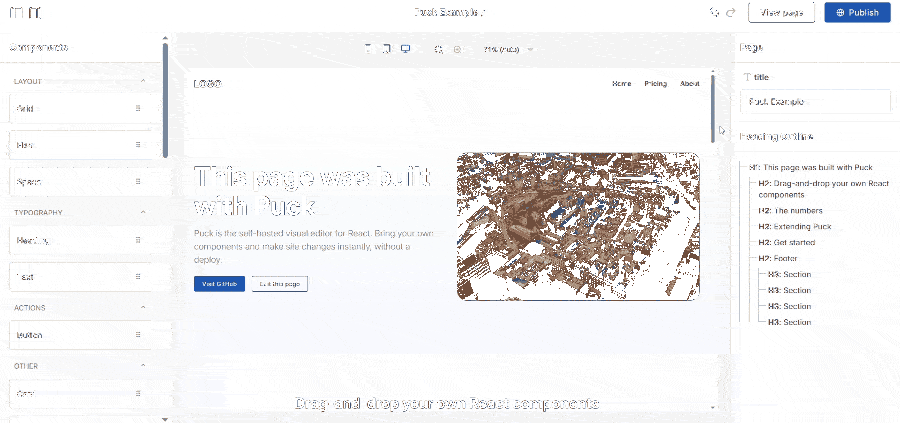 Puck Example
View page
Publish
Components
71% (Auto)
Page
LAYOUT
LOGO
Home
Pricing
About
title
Grid
Puck Example
Flex
Heading outline
Space
This page was built
with Puck
H1: This page was built with Puck
H2: Drag-and-drop your own React
components
TYPOGRAPHY
H2: The numbers
Heading
Puck is the self-hosted visual editor for React. Bring your own
components and make site changes instantly, without a
deploy.
H2: Extending Puck
H2: Get started
H2: Footer
Text
Visit GitHub
Edit this page
H3: Section
H3: Section
ACTIONS
H3: Section
H3: Section
Button
OTHER
Card
Drag-and-drop your own React components